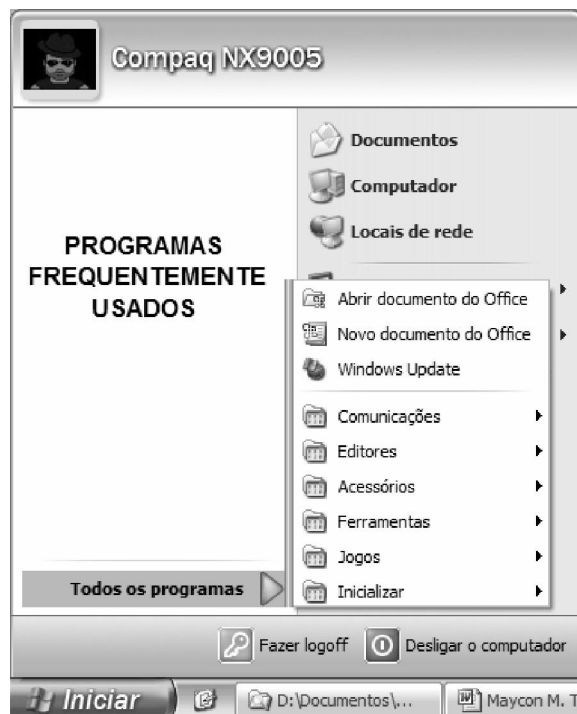 Compaq NX9005
Documentos
Computador
Locais de rede
PROGRAMAS
FREQUENTEMENTE
USADOS
Abrir documento do Office
Novo documento do Office
Windows Update
Comunicações
Editores
Acessórios
Ferramentas
Jogos
Inicializar
Todos os programas
Fazer logoff
Desligar o computador
Iniciar
D:\Documentos\...
Maycon M. T